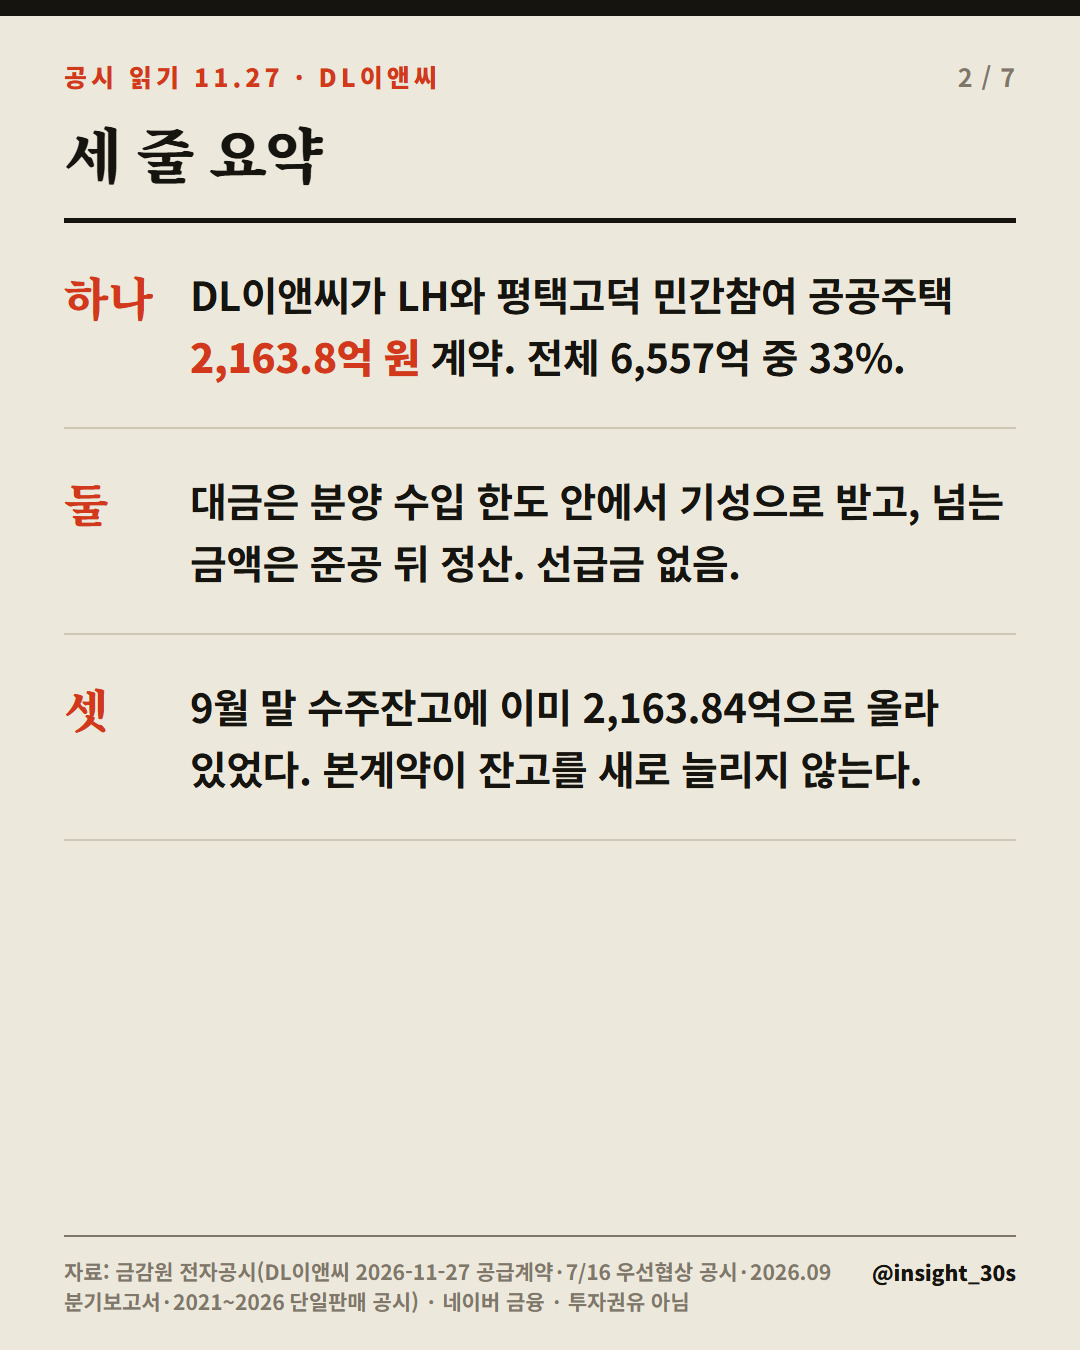 공시 읽기 11.27 · DL이앤씨
2 / 7
세 줄 요약
하나
DL이앤씨가 LH와 평택고덕 민간참여 공공주택
2,163.8억 원 계약. 전체 6,557억 중 33%.
둘
대금은 분양 수입 한도 안에서 기성으로 받고, 넘는
금액은 준공 뒤 정산. 선급금 없음.
셋
9월 말 수주잔고에 이미 2,163.84억으로 올라
있었다. 본계약이 잔고를 새로 늘리지 않는다.
자료: 금감원 전자공시(DL이앤씨 2026-11-27 공급계약·7/16 우선협상 공시·2026.09
분기보고서·2021~2026 단일판매 공시) · 네이버 금융 · 투자권유 아님
@insight_30s